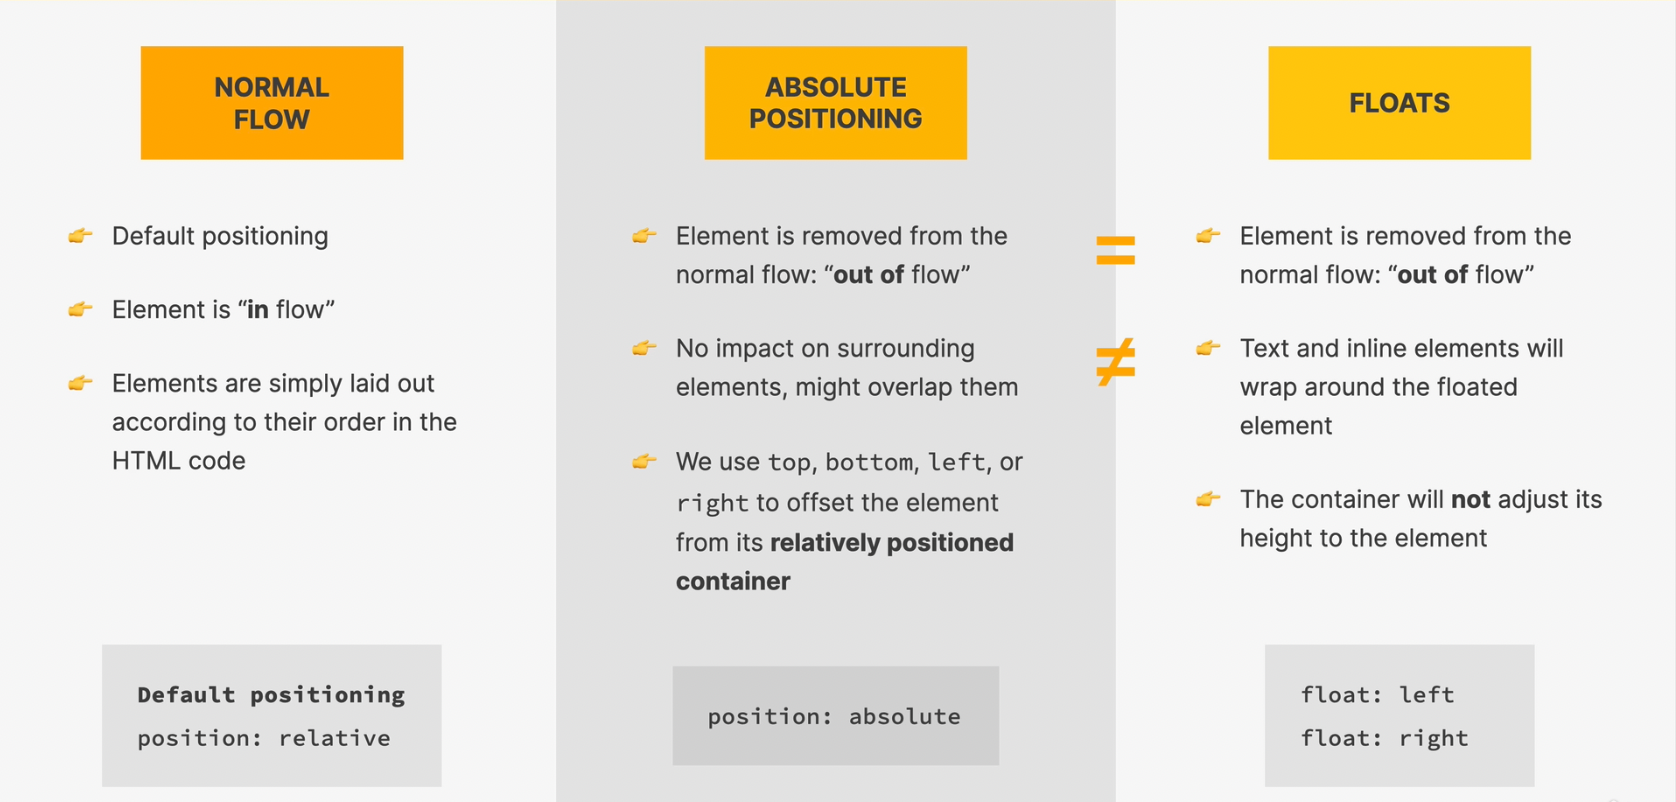 NORMAL
FLOW
👉 Default positioning
👉 Element is “in flow”
👉 Elements are simply laid out
according to their order in the
HTML code
Default positioning
position: relative
ABSOLUTE
POSITIONING
👉 Element is removed from the
normal flow: “out of flow”
👉 No impact on surrounding
elements, might overlap them
👉 We use top, bottom, left, or
right to offset the element
from its relatively positioned
container
position: absolute
=
≠
FLOATS
👉 Element is removed from the
normal flow: “out of flow”
👉 Text and inline elements will
wrap around the floated
element
👉 The container will not adjust its
height to the element
float: left
float: right